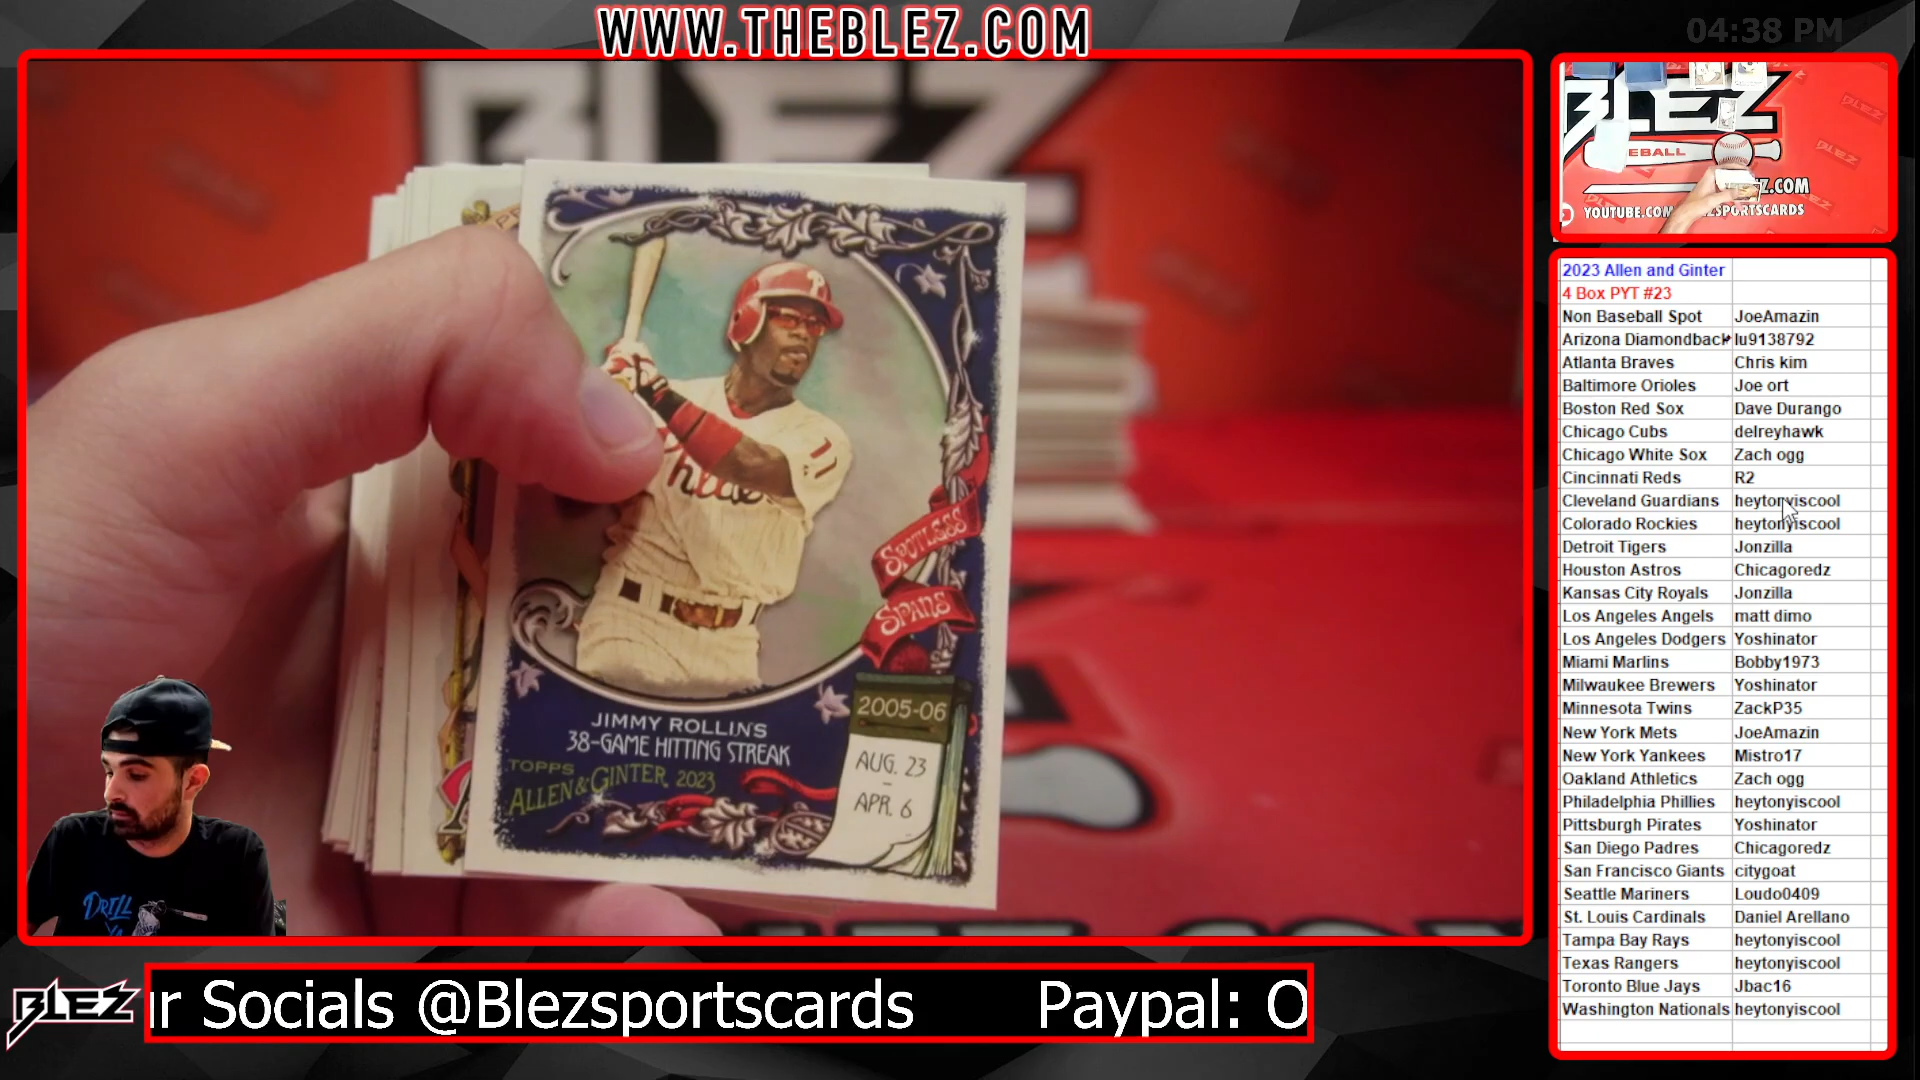 WWW.THEBLEZ.COM
04:38 PM
BLEZ
11
SPOTLESS
SPANS
2005-06
AUG. 23
-
APR. 6
JIMMY ROLLINS
38-GAME HITTING STREAK
TOPPS
ALLEN & GINTER 2023
BLEZ
BLEZ
BLEZ
EBALL
Z.COM
YOUTUBE.COM
ZSPORTSCARDS
2023 Allen and Ginter
4 Box PYT #23
Non Baseball Spot JoeAmazin
Arizona Diamondback lu9138792
Atlanta Braves Chris kim
Baltimore Orioles Joe ort
Boston Red Sox Dave Durango
Chicago Cubs delreyhawk
Chicago White Sox Zach ogg
Cincinnati Reds R2
Cleveland Guardians heytonyiscool
Colorado Rockies heytonyiscool
Detroit Tigers Jonzilla
Houston Astros Chicagoredz
Kansas City Royals Jonzilla
Los Angeles Angels matt dimo
Los Angeles Dodgers Yoshinator
Miami Marlins Bobby1973
Milwaukee Brewers Yoshinator
Minnesota Twins ZackP35
New York Mets JoeAmazin
New York Yankees Mistro17
Oakland Athletics Zach ogg
Philadelphia Phillies heytonyiscool
Pittsburgh Pirates Yoshinator
San Diego Padres Chicagoredz
San Francisco Giants citygoat
Seattle Mariners Loudo0409
St. Louis Cardinals Daniel Arellano
Tampa Bay Rays heytonyiscool
Texas Rangers heytonyiscool
Toronto Blue Jays Jbac16
Washington Nationals heytonyiscool
DRILL
BLEZ
ur Socials @Blezsportscards Paypal: O